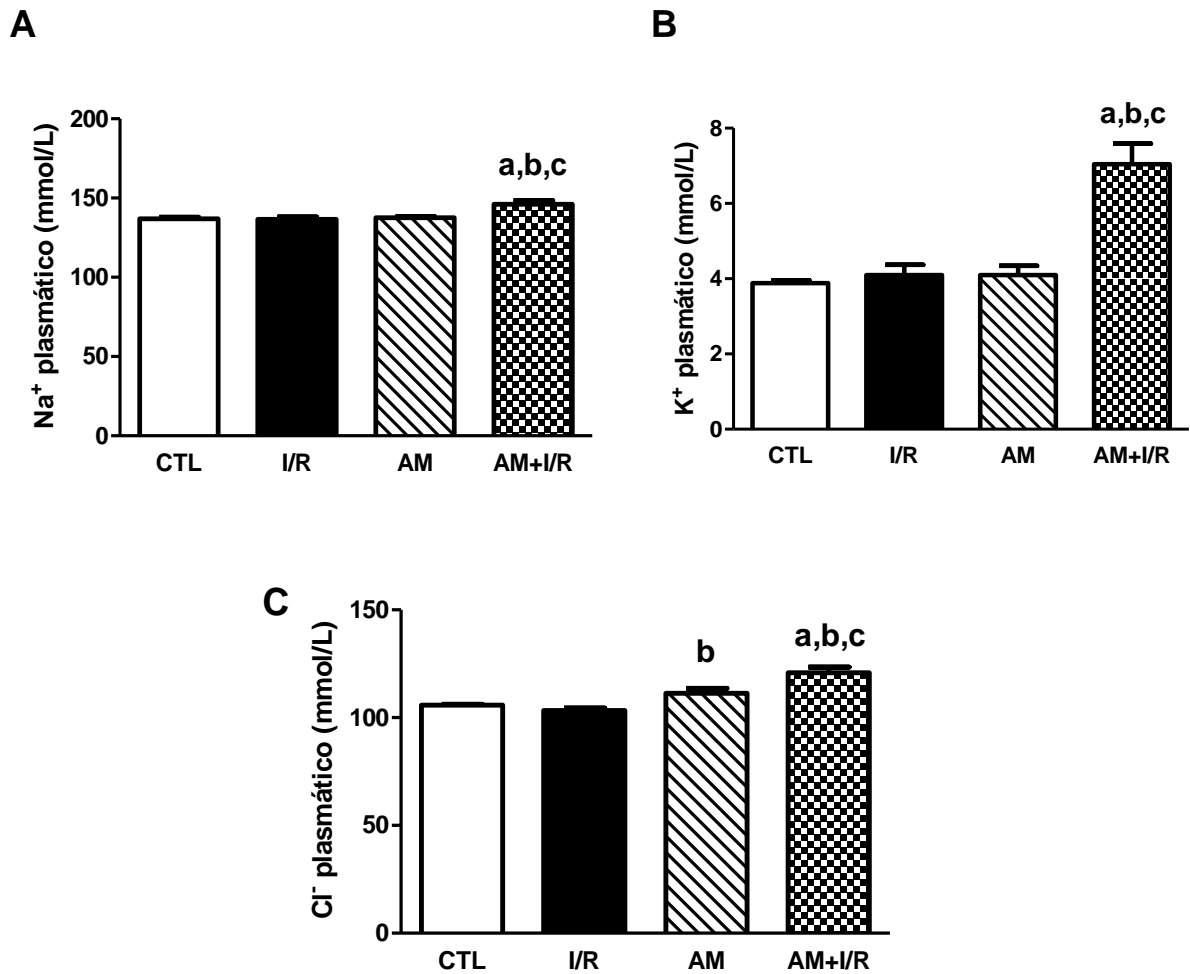 A
Na⁺ plasmático (mmol/L)
200
150
100
50
0
a,b,c
CTL I/R AM AM+I/R
B
K⁺ plasmático (mmol/L)
8
6
4
2
0
a,b,c
CTL I/R AM AM+I/R
C
Cl⁻ plasmático (mmol/L)
150
100
50
0
b
a,b,c
CTL I/R AM AM+I/R